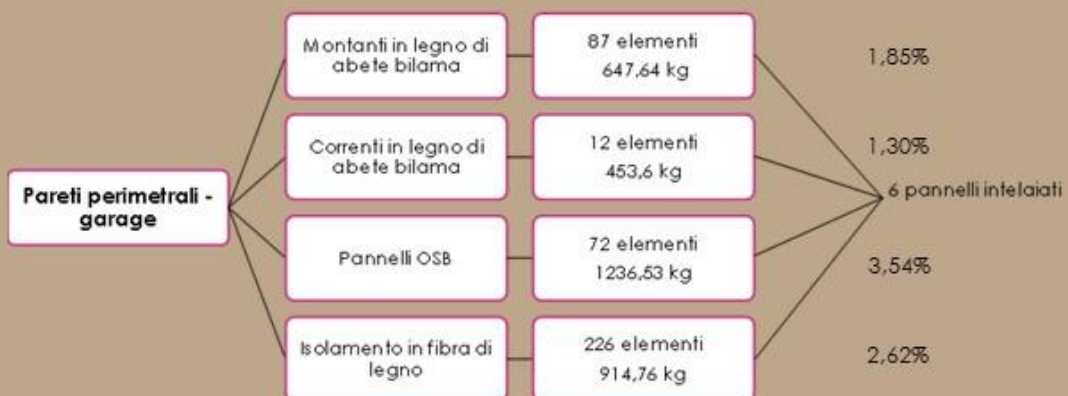 Pareti perimetrali -
garage
Montanti in legno di
abete bilama
87 elementi
647,64 kg
1,85%
Correnti in legno di
abete bilama
12 elementi
453,6 kg
1,30%
6 pannelli intelaiati
Pannelli OSB
72 elementi
1236,53 kg
3,54%
Isolamento in fibra di
legno
226 elementi
914,76 kg
2,62%